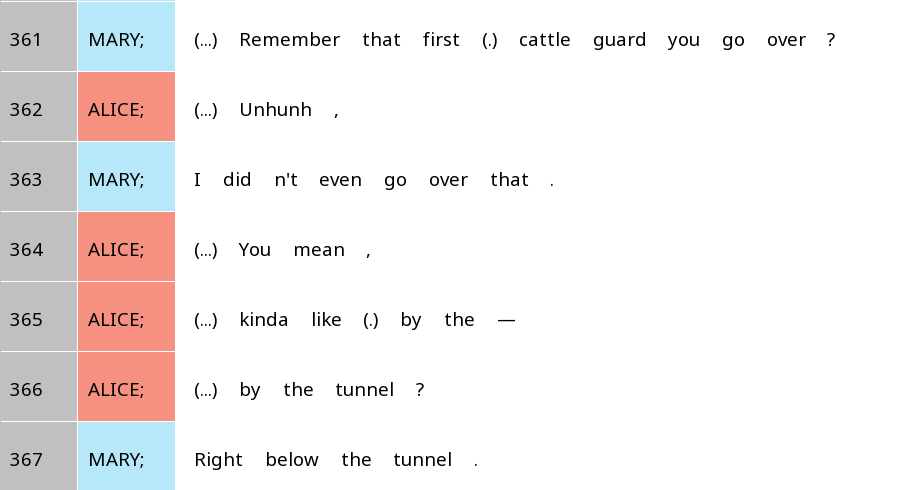 361 MARY; (...) Remember that first (.) cattle guard you go over ?
362 ALICE; (...) Unhunh ,
363 MARY; I did n't even go over that .
364 ALICE; (...) You mean ,
365 ALICE; (...) kinda like (.) by the —
366 ALICE; (...) by the tunnel ?
367 MARY; Right below the tunnel .